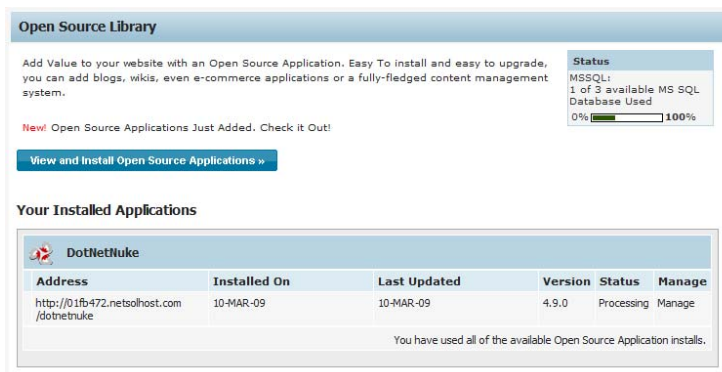 Open Source Library
Add Value to your website with an Open Source Application. Easy To install and easy to upgrade,
you can add blogs, wikis, even e-commerce applications or a fully-fledged content management
system.
New! Open Source Applications Just Added. Check it Out!
View and Install Open Source Applications »
Status
MSSQL:
1 of 3 available MS SQL
Database Used
0% 100%
Your Installed Applications
DotNetNuke
Address Installed On Last Updated Version Status Manage
http://01fb472.netsolhost.com 10-MAR-09 10-MAR-09 4.9.0 Processing Manage
/dotnetnuke
You have used all of the available Open Source Application installs.